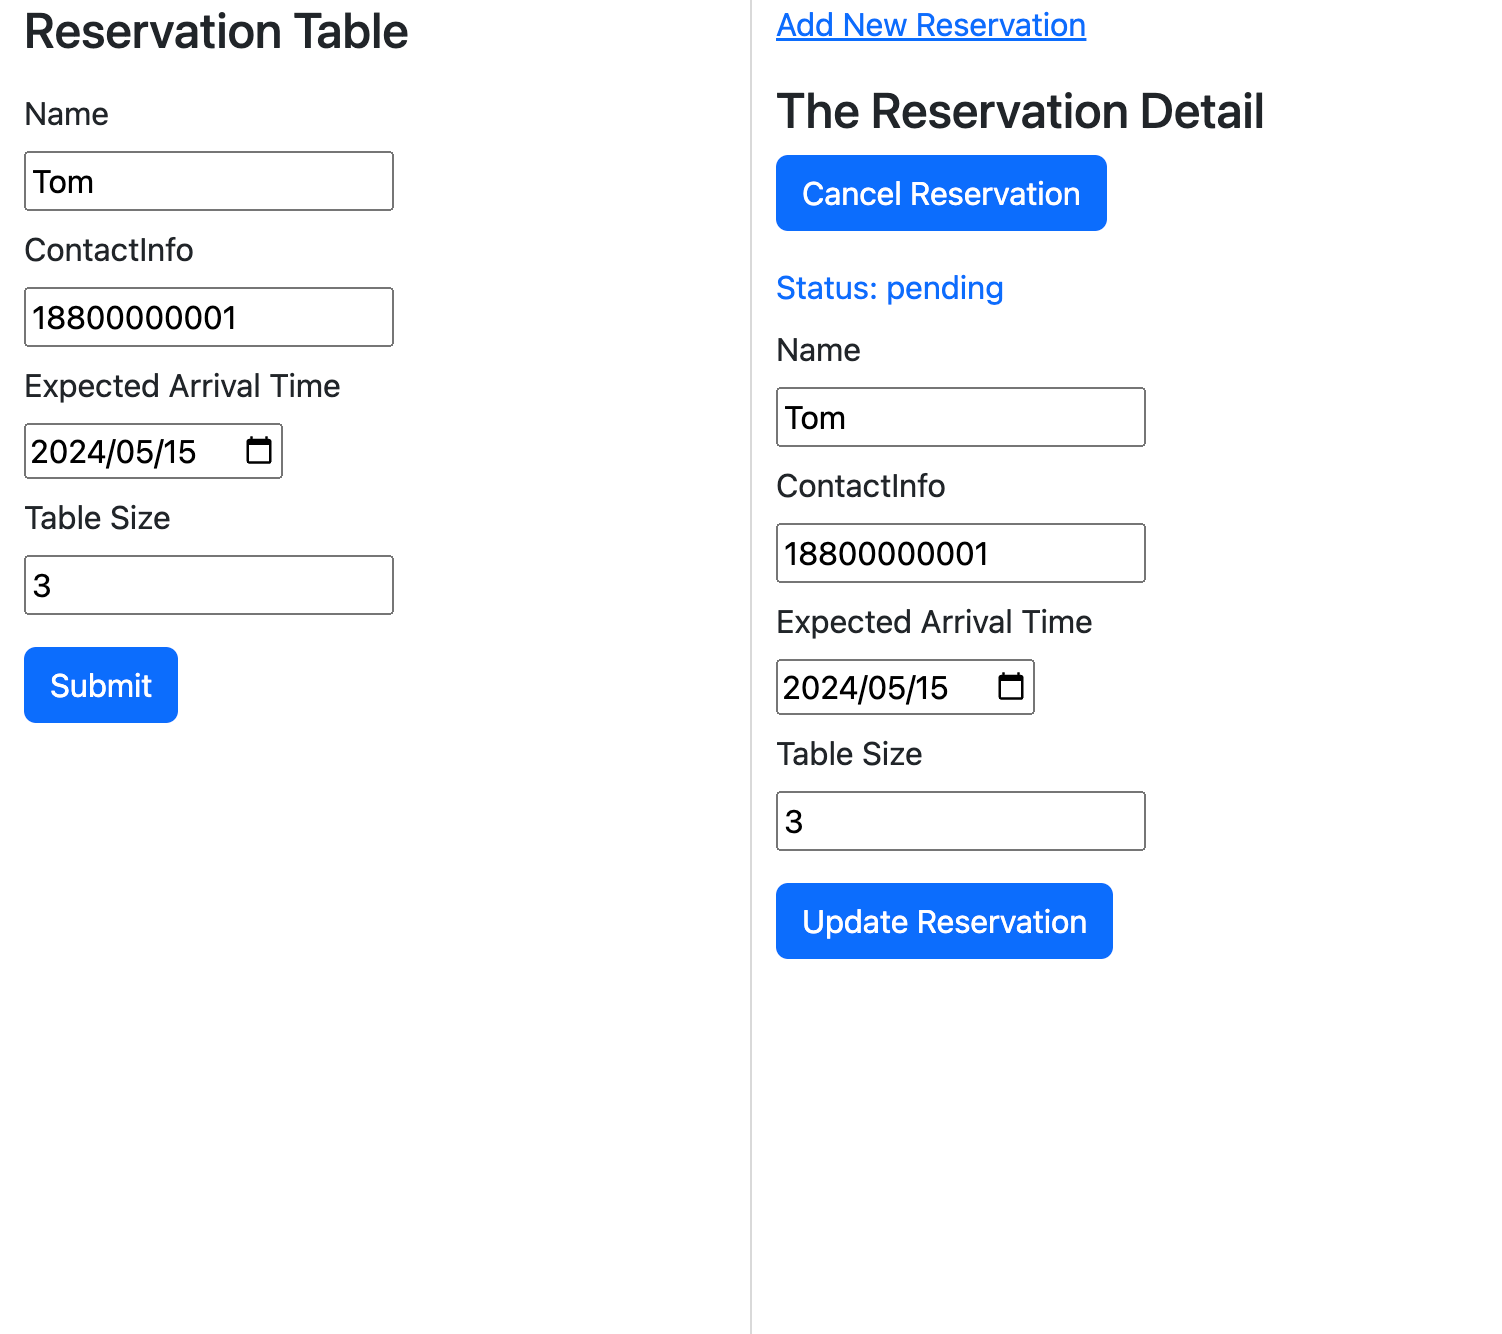 Reservation Table
Name
Tom
ContactInfo
18800000001
Expected Arrival Time
2024/05/15
Table Size
3
Submit
Add New Reservation
The Reservation Detail
Cancel Reservation
Status: pending
Name
Tom
ContactInfo
18800000001
Expected Arrival Time
2024/05/15
Table Size
3
Update Reservation